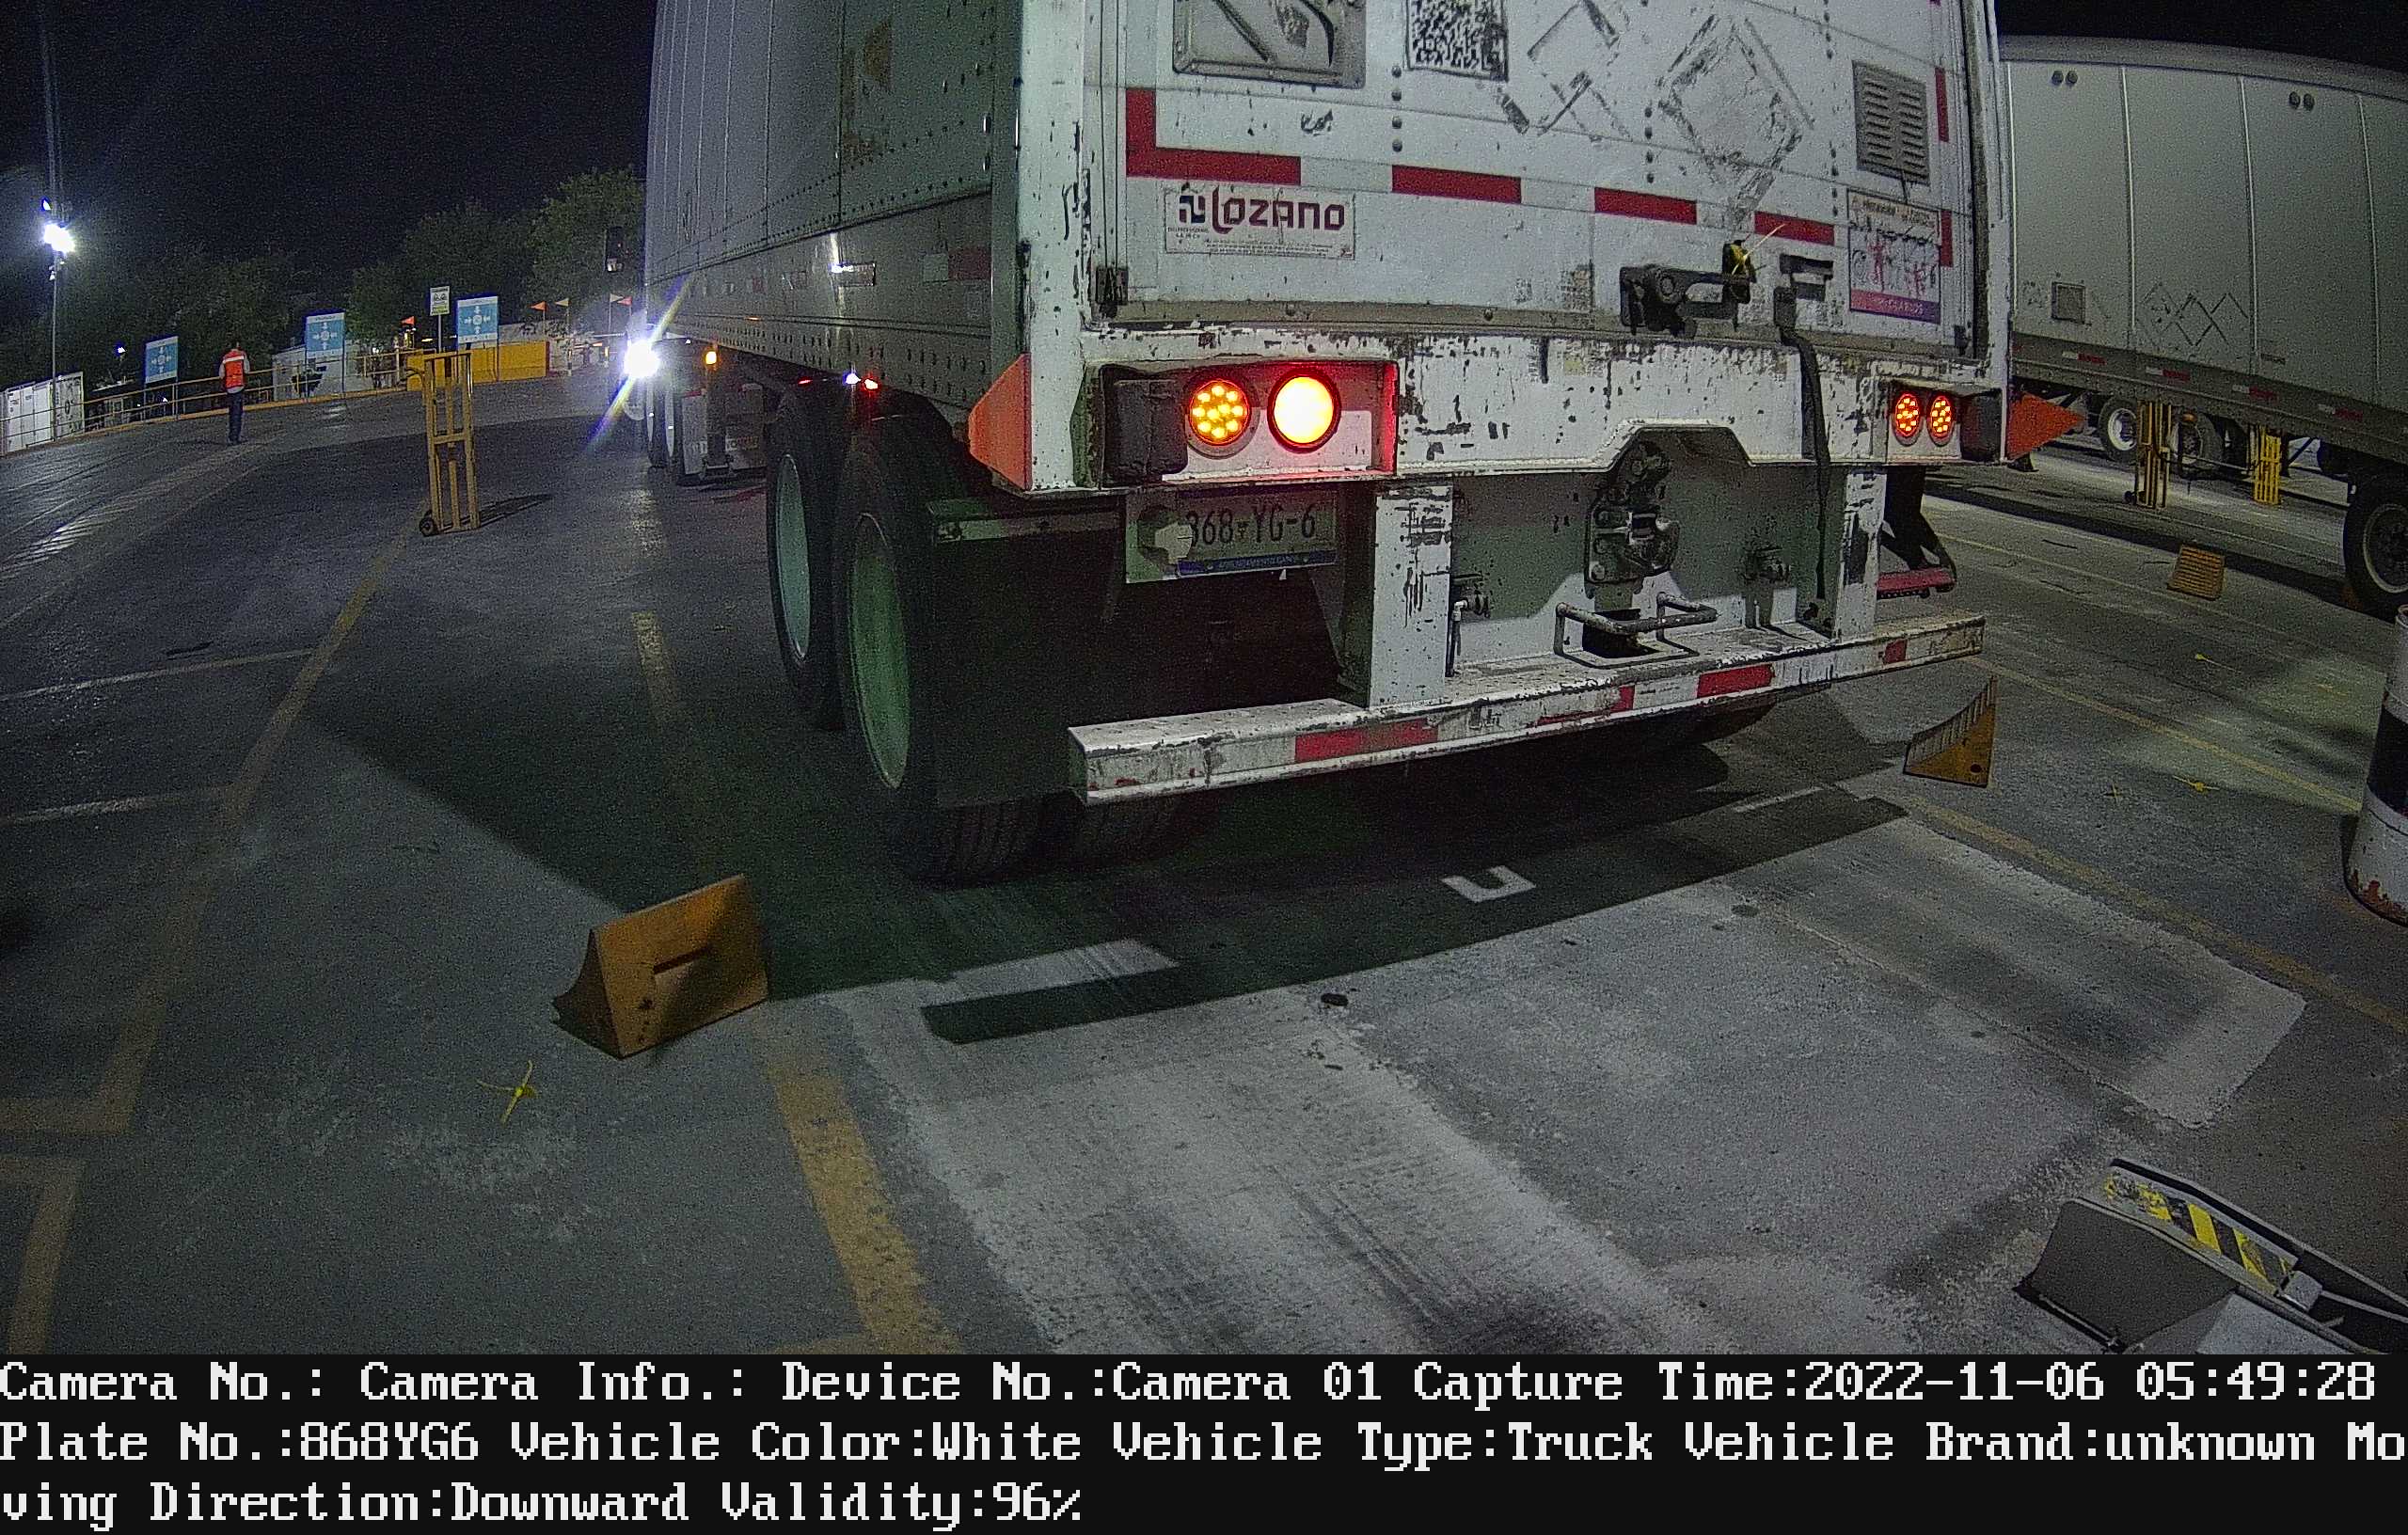 Lozano
868-YG-6
Camera No.: Camera Info.: Device No.:Camera 01 Capture Time:2022-11-06 05:49:28
Plate No.:868YG6 Vehicle Color:White Vehicle Type:Truck Vehicle Brand:unknown Mo
ving Direction:Downward Validity:96%